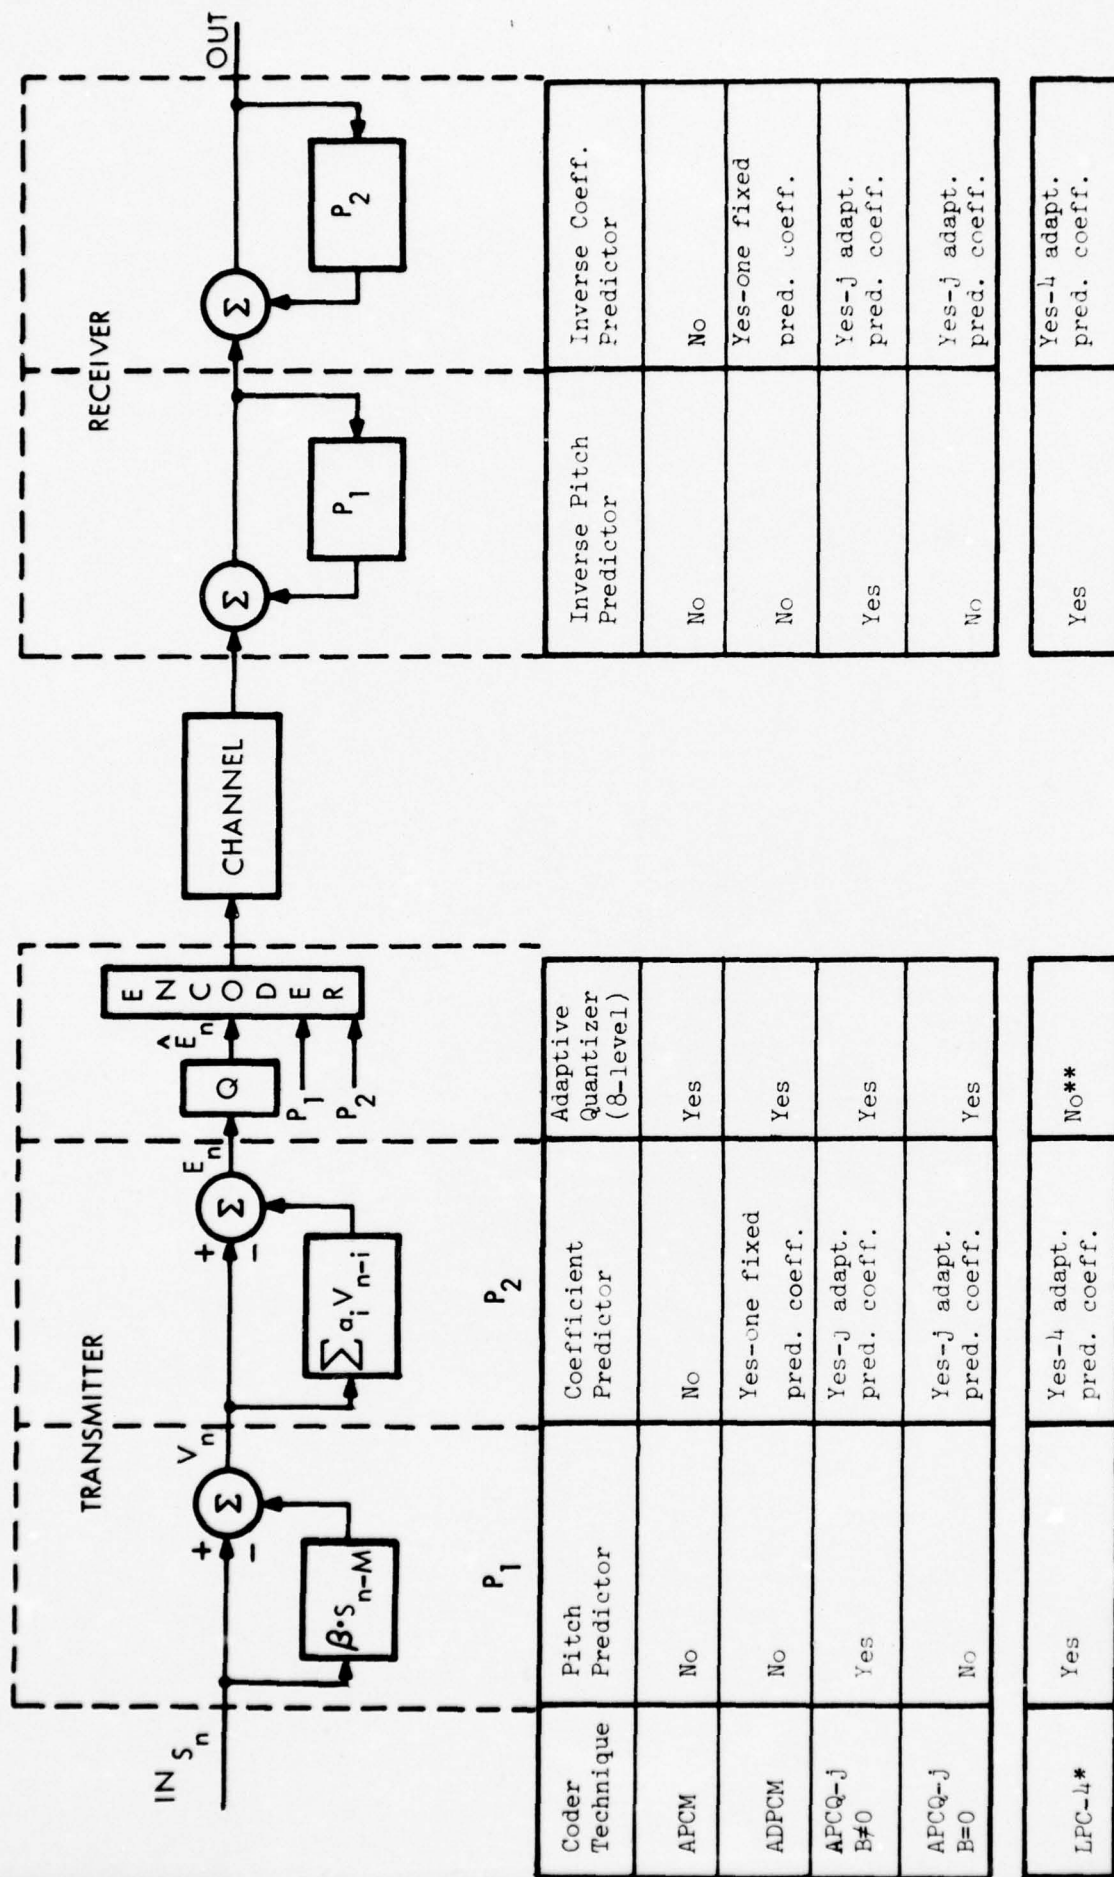 TRANSMITTER
RECEIVER
IN S_n
+
-
Σ
β·S_{n-M}
V_n
P_1
+
-
Σ
∑ a_i V_{n-i}
P_2
E_n
Q
Ê_n
P_1
P_2
ENCODER
CHANNEL
Σ
P_1
Σ
P_2
OUT
Coder Technique | Pitch Predictor | Coefficient Predictor | Adaptive Quantizer (8-level) | Inverse Pitch Predictor | Inverse Coeff. Predictor
APCM | No | No | Yes | No | No
ADPCM | No | Yes-one fixed pred. coeff. | Yes | No | Yes-one fixed pred. coeff.
APCQ-j B≠0 | Yes | Yes-j adapt. pred. coeff. | Yes | Yes | Yes-j adapt. pred. coeff.
APCQ-j B=0 | No | Yes-j adapt. pred. coeff. | Yes | No | Yes-j adapt. pred. coeff.
LPC-4* | Yes | Yes-4 adapt. pred. coeff. | No** | Yes | Yes-4 adapt. pred. coeff.